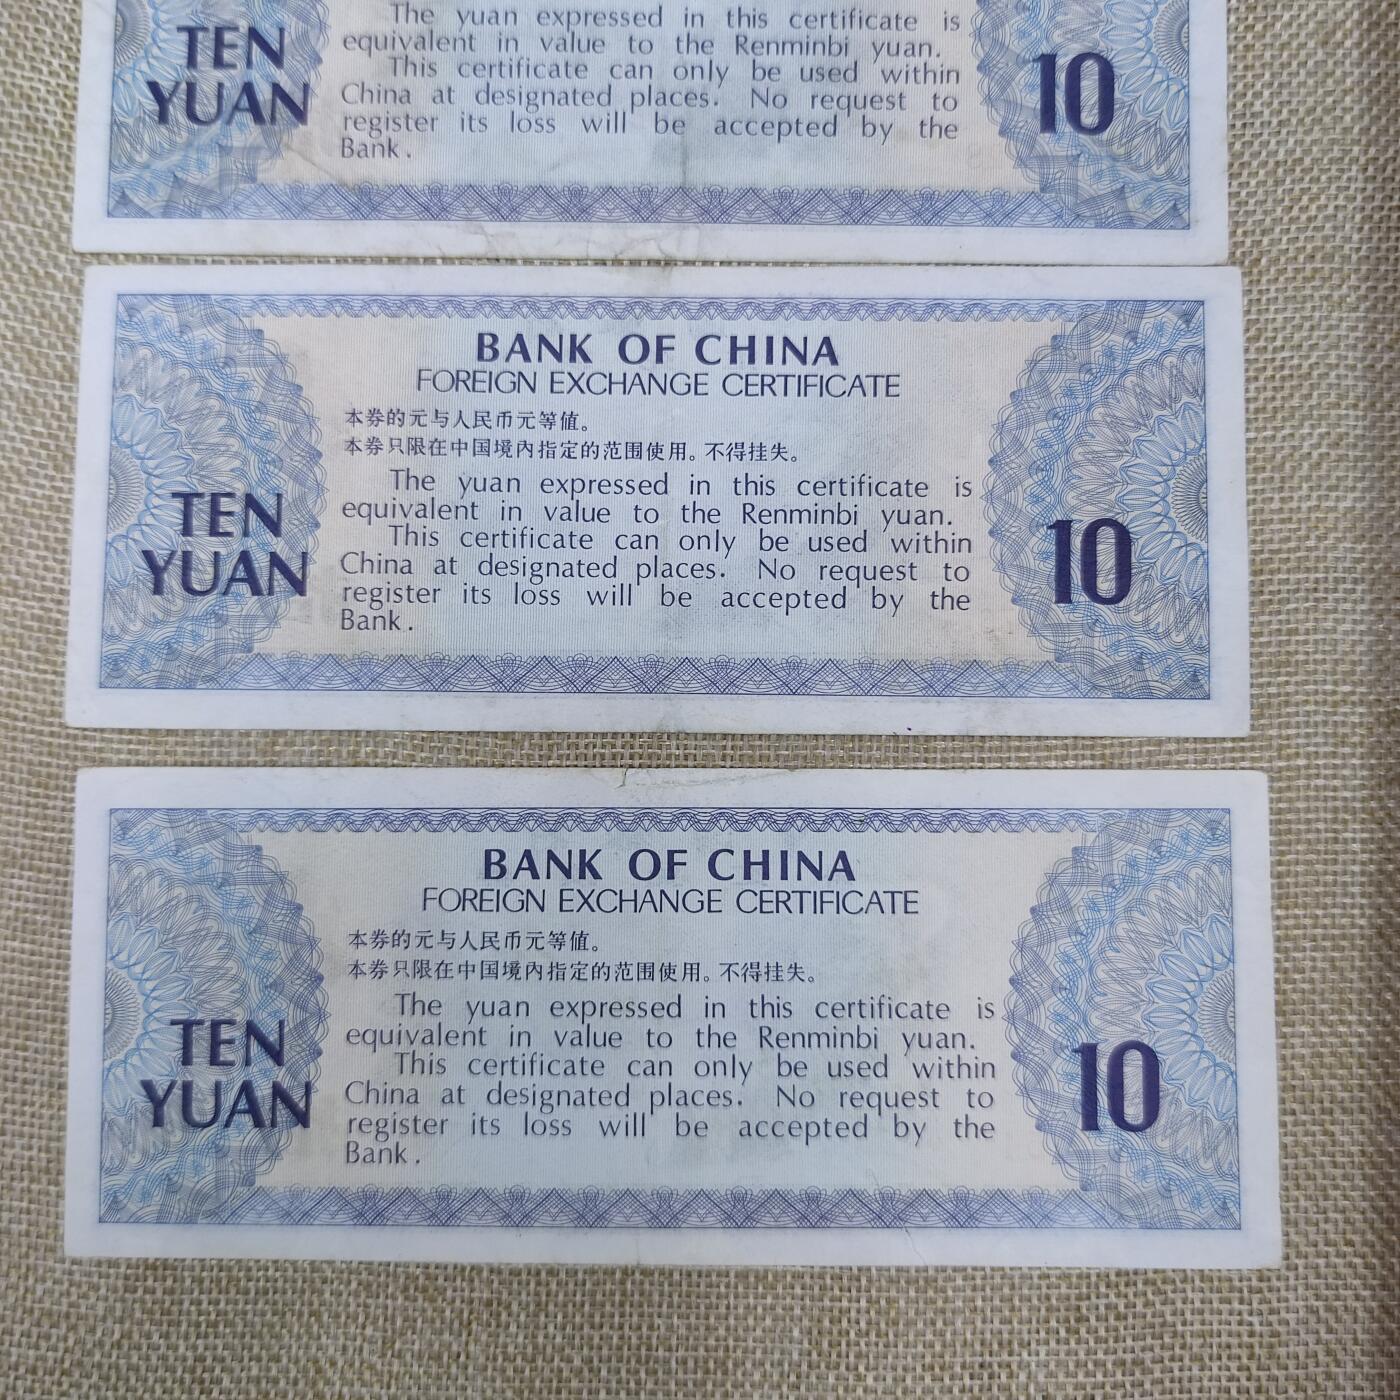 The yuan expressed in this certificate is
equivalent in value to the Renminbi yuan.
This certificate can only be used within
China at designated places. No request to
register its loss will be accepted by the
Bank.
TEN
YUAN
10
BANK OF CHINA
FOREIGN EXCHANGE CERTIFICATE
本券的元与人民币元等值。
本券只限在中国境内指定的范围使用。不得挂失。
The yuan expressed in this certificate is
equivalent in value to the Renminbi yuan.
This certificate can only be used within
China at designated places. No request to
register its loss will be accepted by the
Bank.
TEN
YUAN
10
BANK OF CHINA
FOREIGN EXCHANGE CERTIFICATE
本券的元与人民币元等值。
本券只限在中国境内指定的范围使用。不得挂失。
The yuan expressed in this certificate is
equivalent in value to the Renminbi yuan.
This certificate can only be used within
China at designated places. No request to
register its loss will be accepted by the
Bank.
TEN
YUAN
10